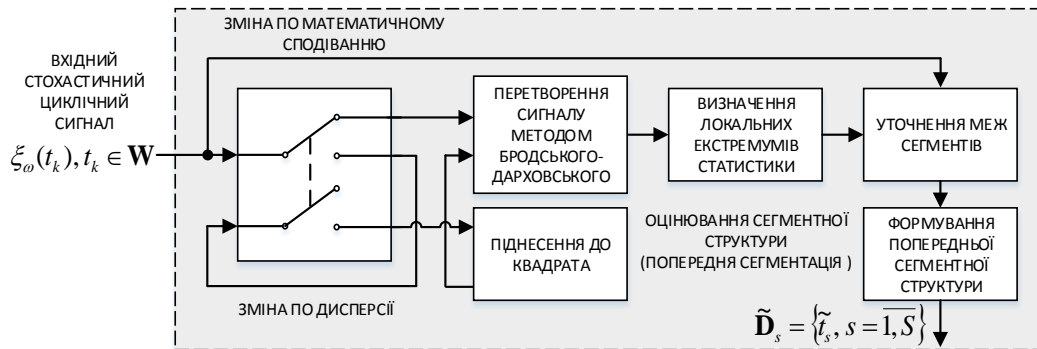 ЗМІНА ПО МАТЕМАТИЧНОМУ
СПОДІВАННЮ
ВХІДНИЙ
СТОХАСТИЧНИЙ
ЦИКЛІЧНИЙ
СИГНАЛ
ξ_ω(t_k), t_k ∈ W
ПЕРЕТВОРЕННЯ
СИГНАЛУ
МЕТОДОМ
БРОДСЬКОГО-
ДАРХОВСЬКОГО
ВИЗНАЧЕННЯ
ЛОКАЛЬНИХ
ЕКСТРЕМУМІВ
СТАТИСТИКИ
УТОЧНЕННЯ МЕЖ
СЕГМЕНТІВ
ПІДНЕСЕННЯ ДО
КВАДРАТА
ОЦІНЮВАННЯ СЕГМЕНТНОЇ
СТРУКТУРИ
(ПОПЕРЕДНЯ СЕГМЕНТАЦІЯ )
ФОРМУВАННЯ
ПОПЕРЕДНЬОЇ
СЕГМЕНТНОЇ
СТРУКТУРИ
ЗМІНА ПО ДИСПЕРСІЇ
D̃_s = {t̃_s, s = \overline{1, S}}